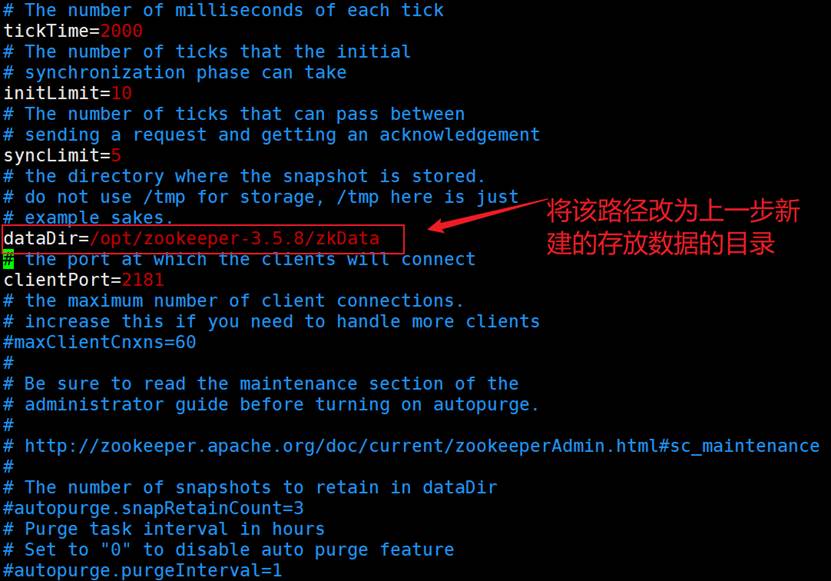 # The number of milliseconds of each tick
tickTime=2000
# The number of ticks that the initial
# synchronization phase can take
initLimit=10
# The number of ticks that can pass between
# sending a request and getting an acknowledgement
syncLimit=5
# the directory where the snapshot is stored.
# do not use /tmp for storage, /tmp here is just
# example sakes.
dataDir=/opt/zookeeper-3.5.8/zkData
将该路径改为上一步新
建的存放数据的目录
# the port at which the clients will connect
clientPort=2181
# the maximum number of client connections.
# increase this if you need to handle more clients
#maxClientCnxns=60
#
# Be sure to read the maintenance section of the
# administrator guide before turning on autopurge.
#
# http://zookeeper.apache.org/doc/current/zookeeperAdmin.html#sc_maintenance
#
# The number of snapshots to retain in dataDir
#autopurge.snapRetainCount=3
# Purge task interval in hours
# Set to "0" to disable auto purge feature
#autopurge.purgeInterval=1